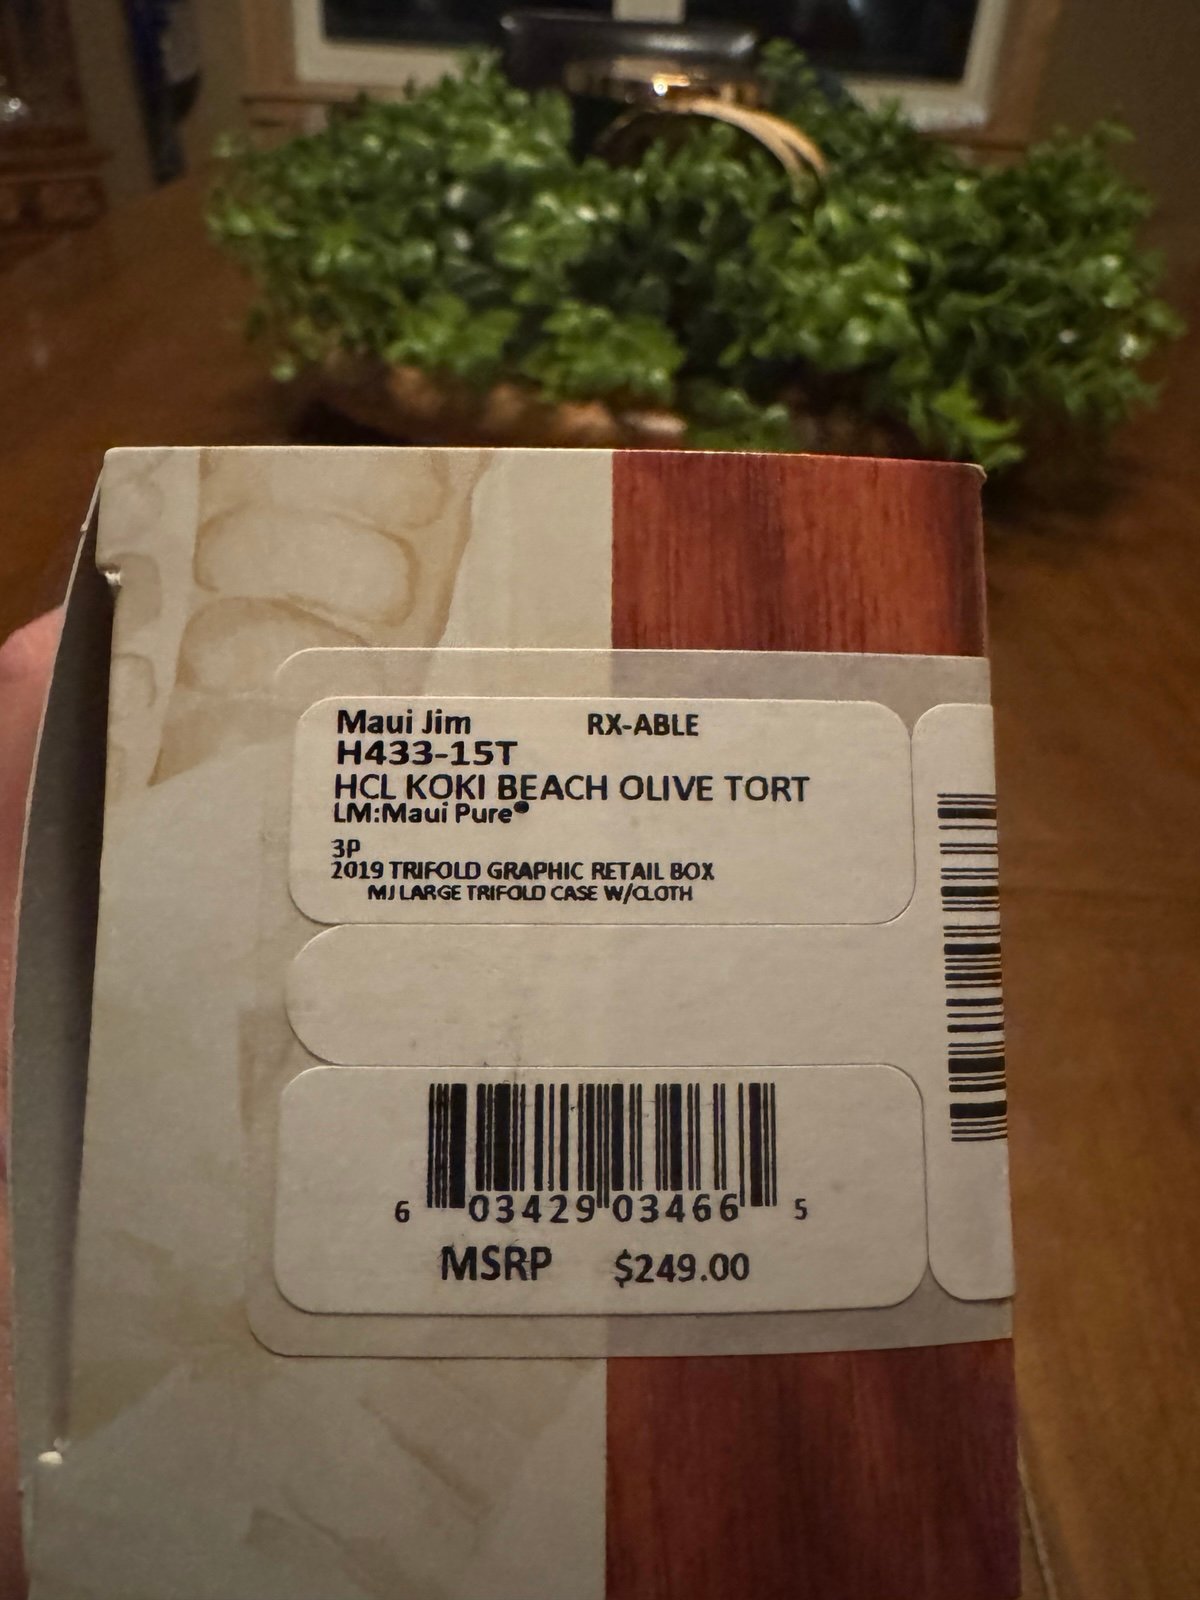 Maui Jim RX-ABLE
H433-15T
HCL KOKI BEACH OLIVE TORT
LM:Maui Pure®
3P
2019 TRIFOLD GRAPHIC RETAIL BOX
MJ LARGE TRIFOLD CASE W/CLOTH
6 03429 03466 5
MSRP $249.00